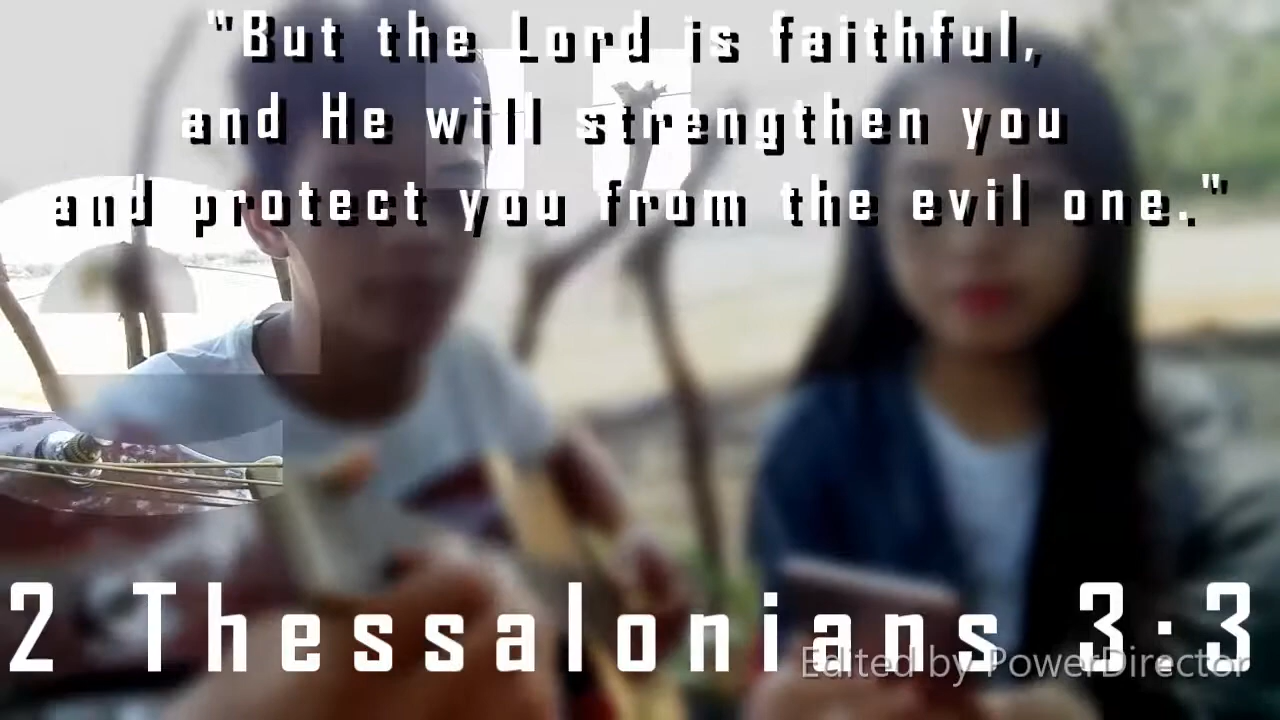 "But the Lord is faithful,
and He will strengthen you
and protect you from the evil one."
2 Thessalonians 3:3
Edited by PowerDirector